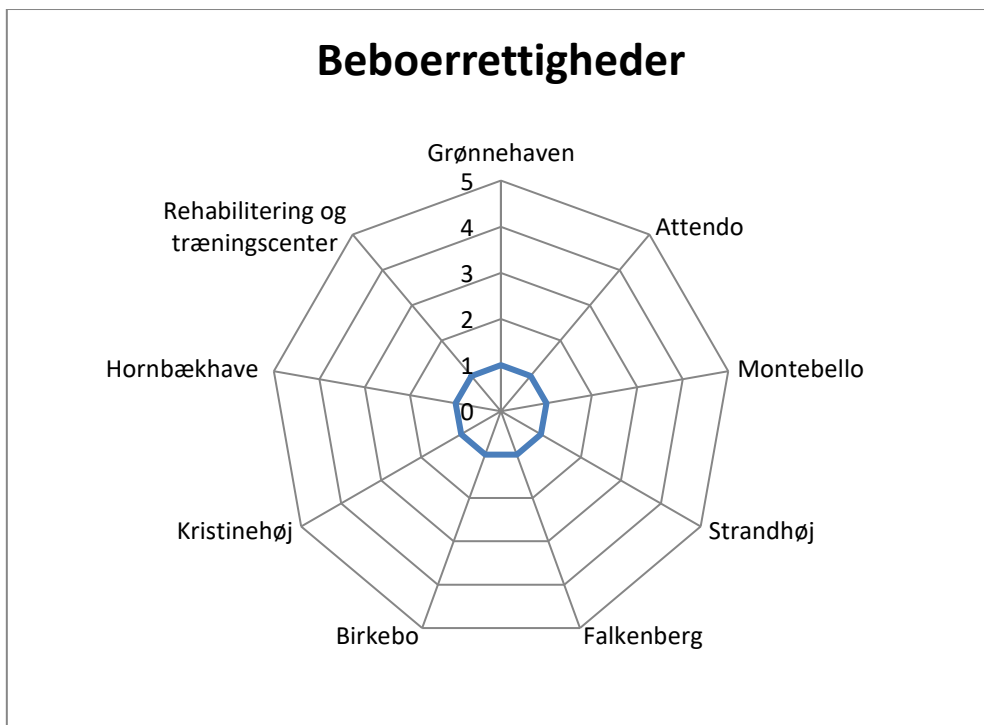 Beboerrettigheder
Grønnehaven
Attendo
Montebello
Strandhøj
Falkenberg
Birkebo
Kristinehøj
Hornbækhave
Rehabilitering og
træningscenter
5
4
3
2
1
0